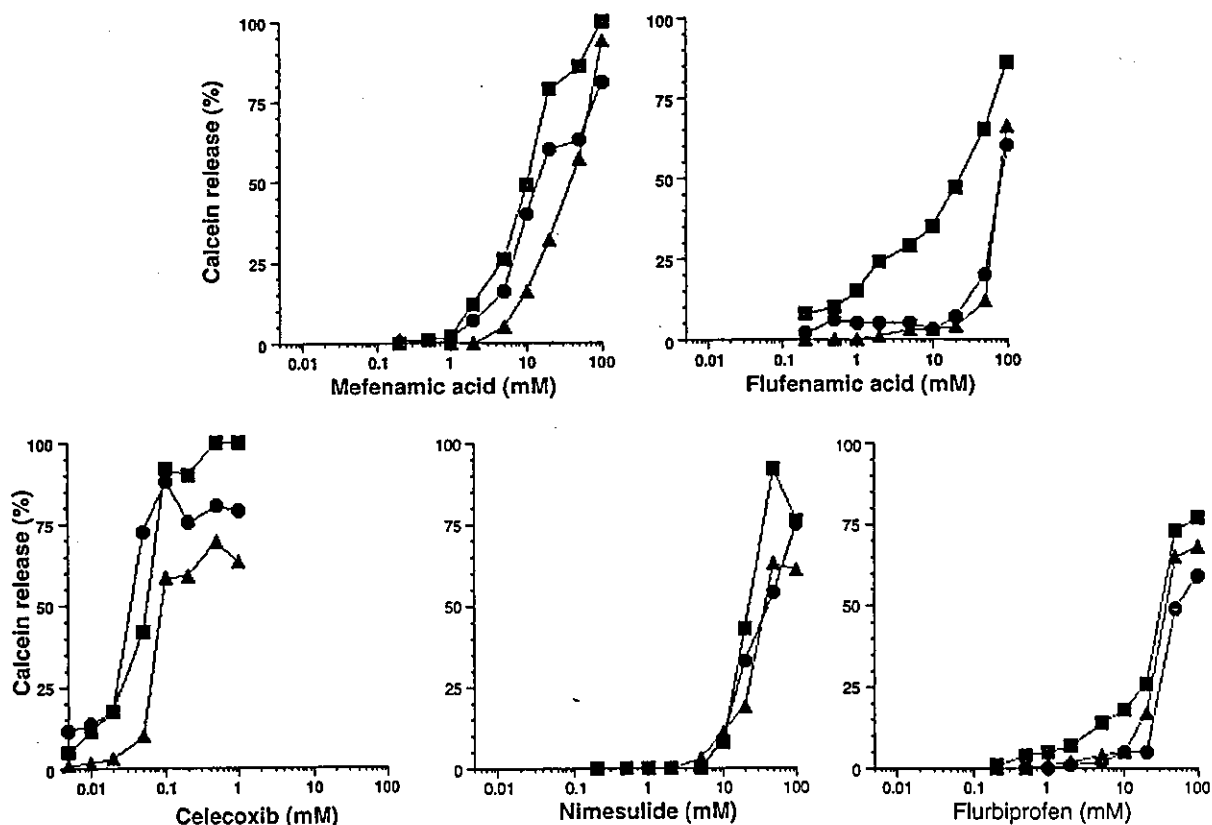 Calcein release (%)
100
75
50
25
0
0.01 0.1 1 10 100
Mefenamic acid (mM)
100
75
50
25
0
0.01 0.1 1 10 100
Flufenamic acid (mM)
Calcein release (%)
100
75
50
25
0
0.01 0.1 1 10 100
Celecoxib (mM)
100
75
50
25
0
0.01 0.1 1 10 100
Nimesulide (mM)
100
75
50
25
0
0.01 0.1 1 10 100
Flurbiprofen (mM)